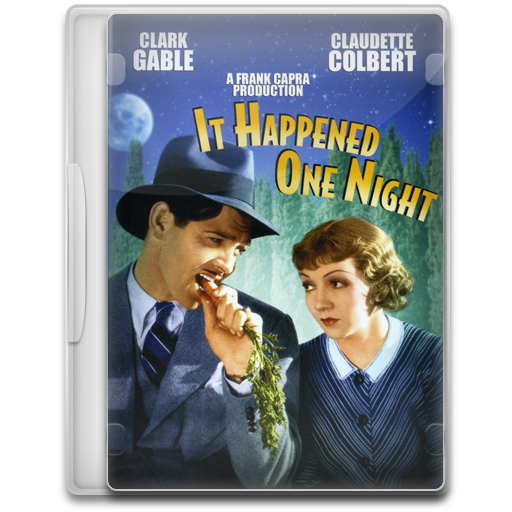 CLARK
GABLE
CLAUDETTE
COLBERT
A FRANK CAPRA
PRODUCTION
IT HAPPENED
ONE NIGHT